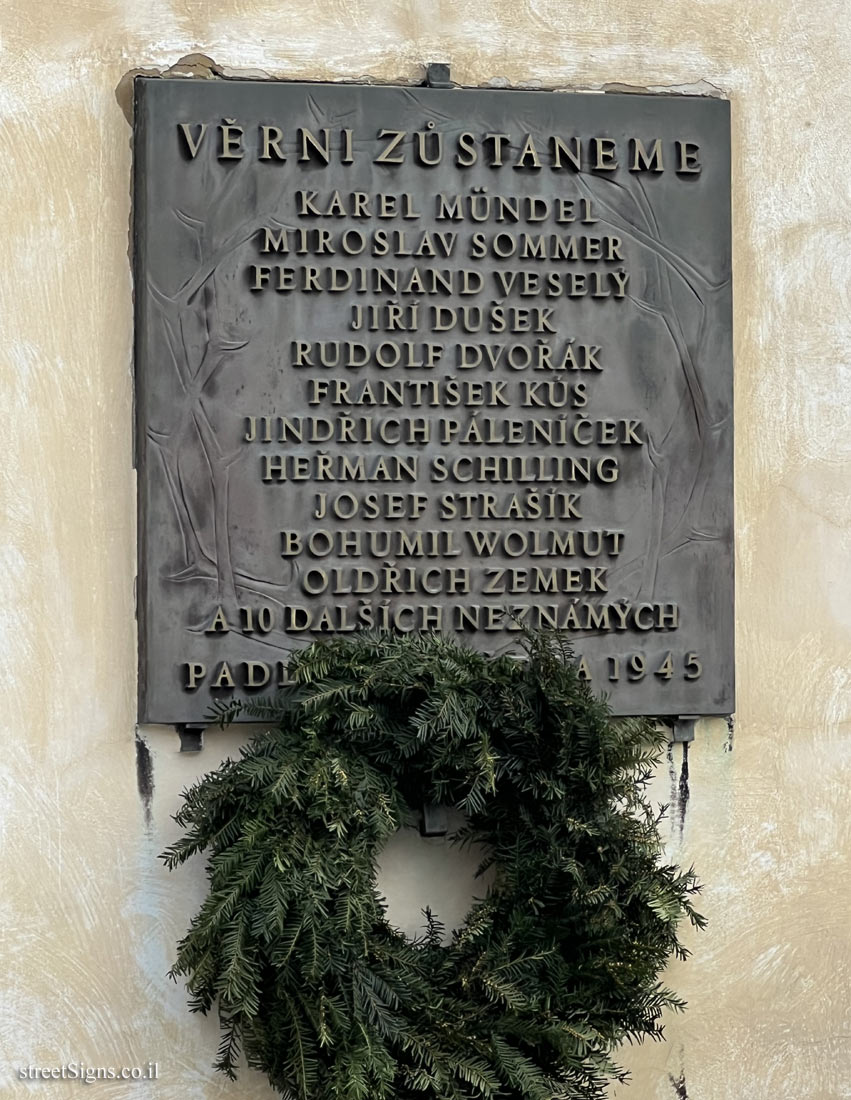 VĚRNI ZŮSTANEME
KAREL MÜNDEL
MIROSLAV SOMMER
FERDINAND VESELÝ
JIŘÍ DUŠEK
RUDOLF DVOŘÁK
FRANTIŠEK KŮS
JINDŘICH PÁLENÍČEK
HEŘMAN SCHILLING
JOSEF STRAŠÍK
BOHUMIL WOLMUT
OLDŘICH ZEMEK
A 10 DALŠÍCH NEZNÁMÝCH
1945
streetSigns.co.il